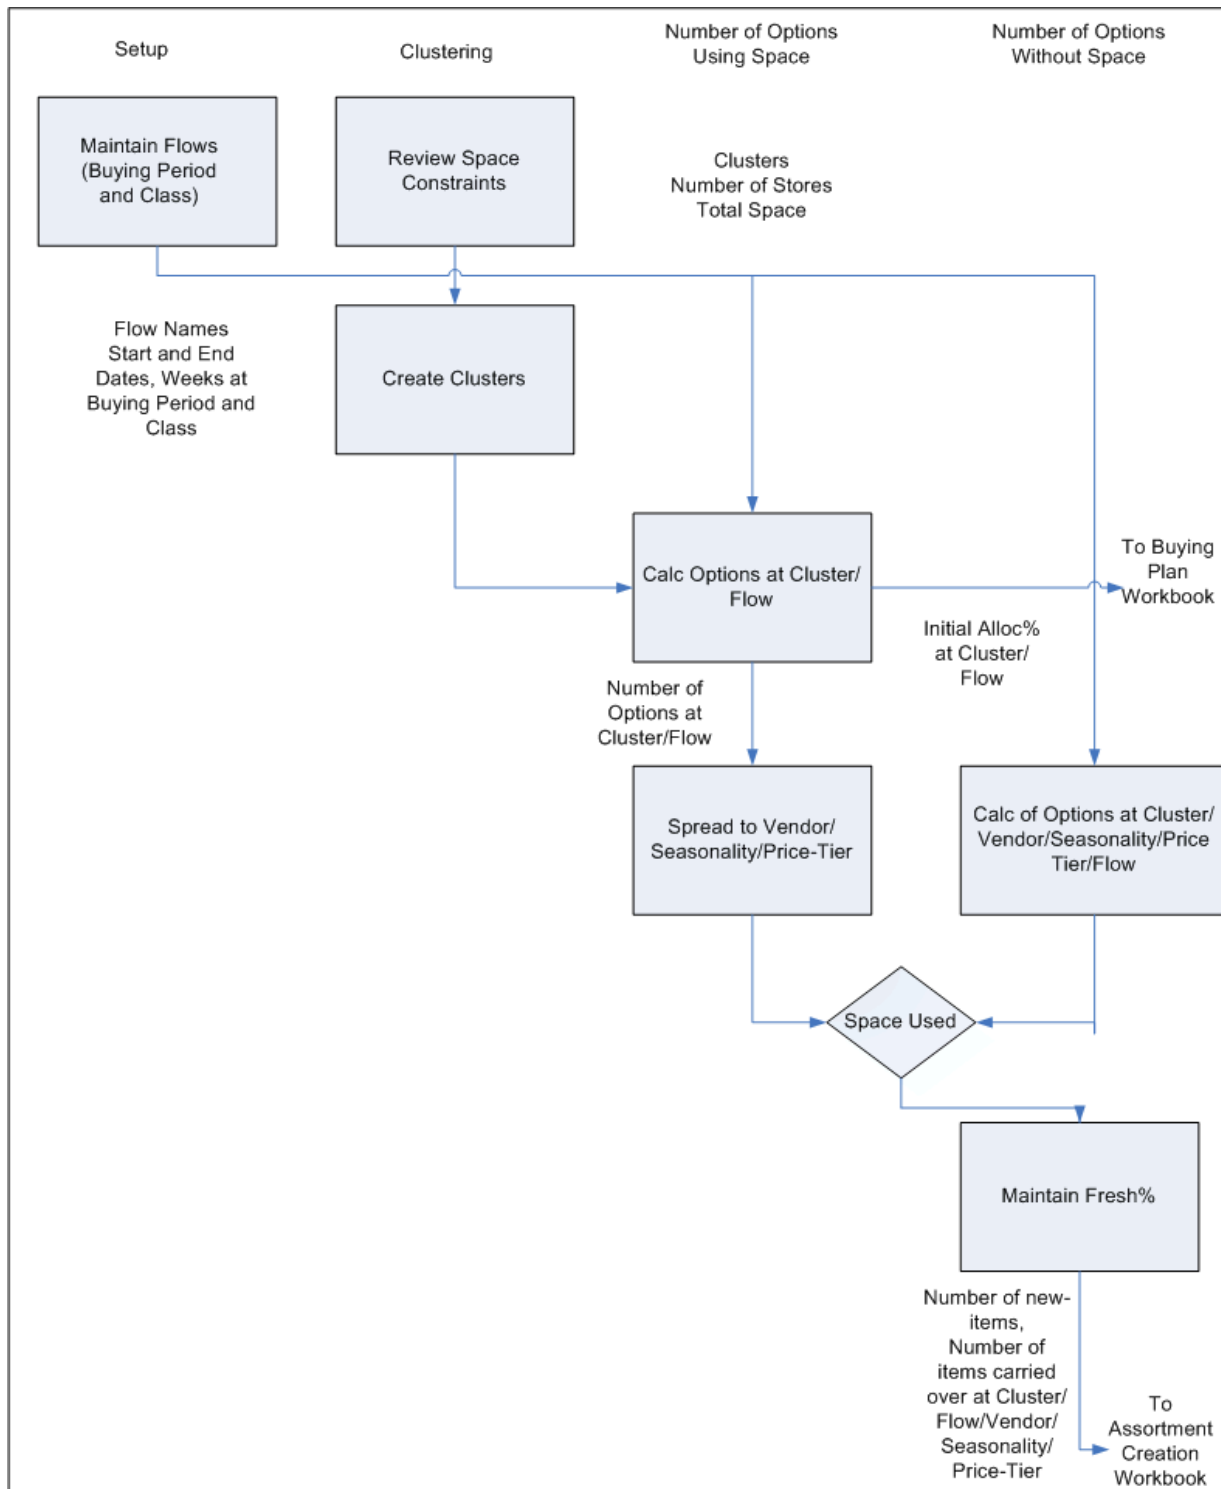 Setup
Clustering
Number of Options
Using Space
Number of Options
Without Space
Maintain Flows
(Buying Period
and Class)
Review Space
Constraints
Clusters
Number of Stores
Total Space
Flow Names
Start and End
Dates, Weeks at
Buying Period and
Class
Create Clusters
Calc Options at Cluster/
Flow
To Buying
Plan
Workbook
Initial Alloc%
at Cluster/
Flow
Number of
Options at
Cluster/Flow
Spread to Vendor/
Seasonality/Price-Tier
Calc of Options at Cluster/
Vendor/Seasonality/Price
Tier/Flow
Space Used
Maintain Fresh%
Number of new-
items,
Number of
items carried
over at Cluster/
Flow/Vendor/
Seasonality/
Price-Tier
To
Assortment
Creation
Workbook